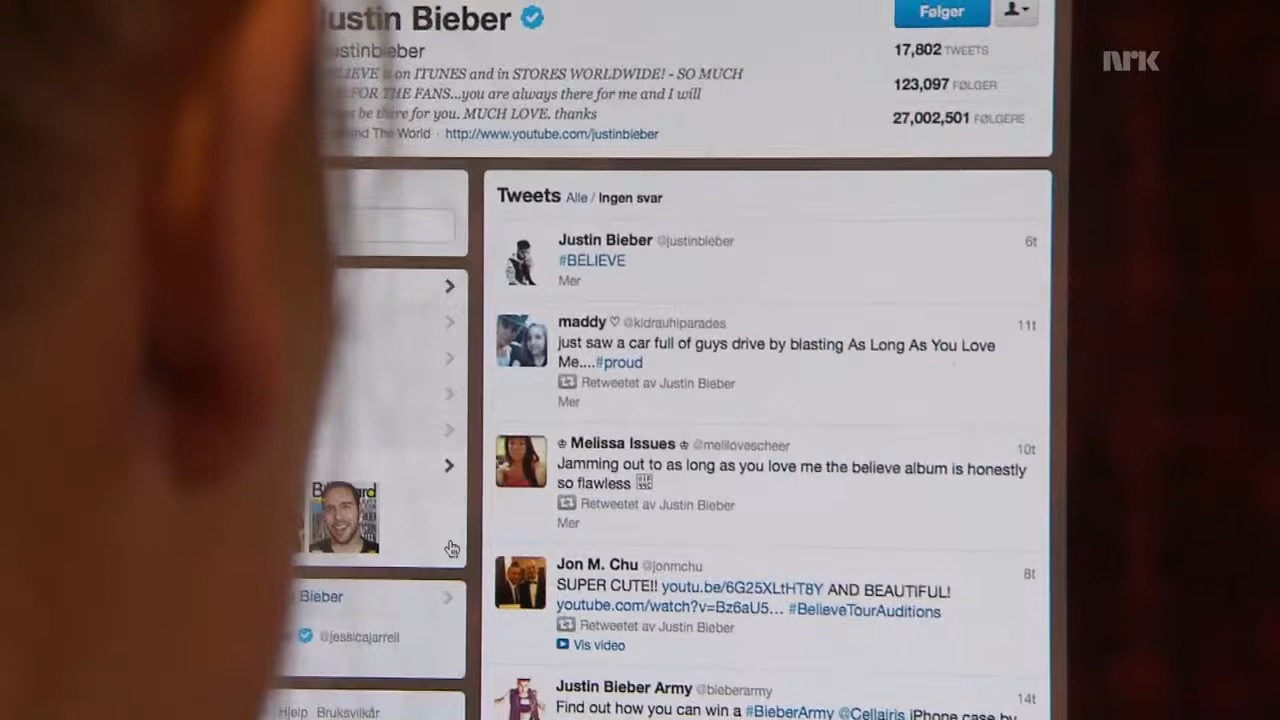 Justin Bieber
Følger
justinbieber
17,802 TWEETS
ON ITUNES and in STORES WORLDWIDE! - SO MUCH
123,097 FØLGER
FOR THE FANS...you are always there for me and I will
be there for you. MUCH LOVE. thanks
27,002,501 FØLGERE
The World · http://www.youtube.com/justinbieber
nrk
Tweets Alle / Ingen svar
Justin Bieber @justinbieber 6t
#BELIEVE
Mer
maddy ♡ @kidrauhlparades 11t
just saw a car full of guys drive by blasting As Long As You Love
Me....#proud
Retweetet av Justin Bieber
Mer
♔ Melissa Issues ♔ @melilovescheer 10t
Jamming out to as long as you love me the believe album is honestly
so flawless
Retweetet av Justin Bieber
Mer
Jon M. Chu @jonmchu 8t
SUPER CUTE!! youtu.be/6G25XLtHT8Y AND BEAUTIFUL!
youtube.com/watch?v=Bz6aU5... #BelieveTourAuditions
Retweetet av Justin Bieber
Vis video
Justin Bieber Army @bieberarmy 14t
Find out how you can win a #BieberArmy @Cellairis iPhone case by
Bieber
@jessicajarrell
Hjelp Bruksvilkår